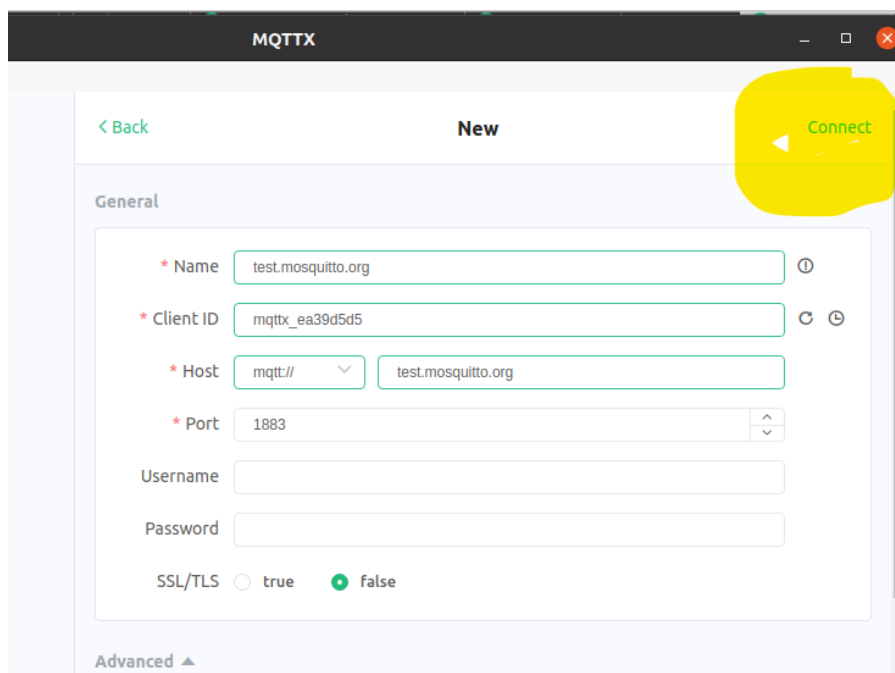 MQTTX
Back New Connect
General
* Name test.mosquitto.org
* Client ID mqttx_ea39d5d5
* Host mqtt:// test.mosquitto.org
* Port 1883
Username
Password
SSL/TLS true false
Advanced